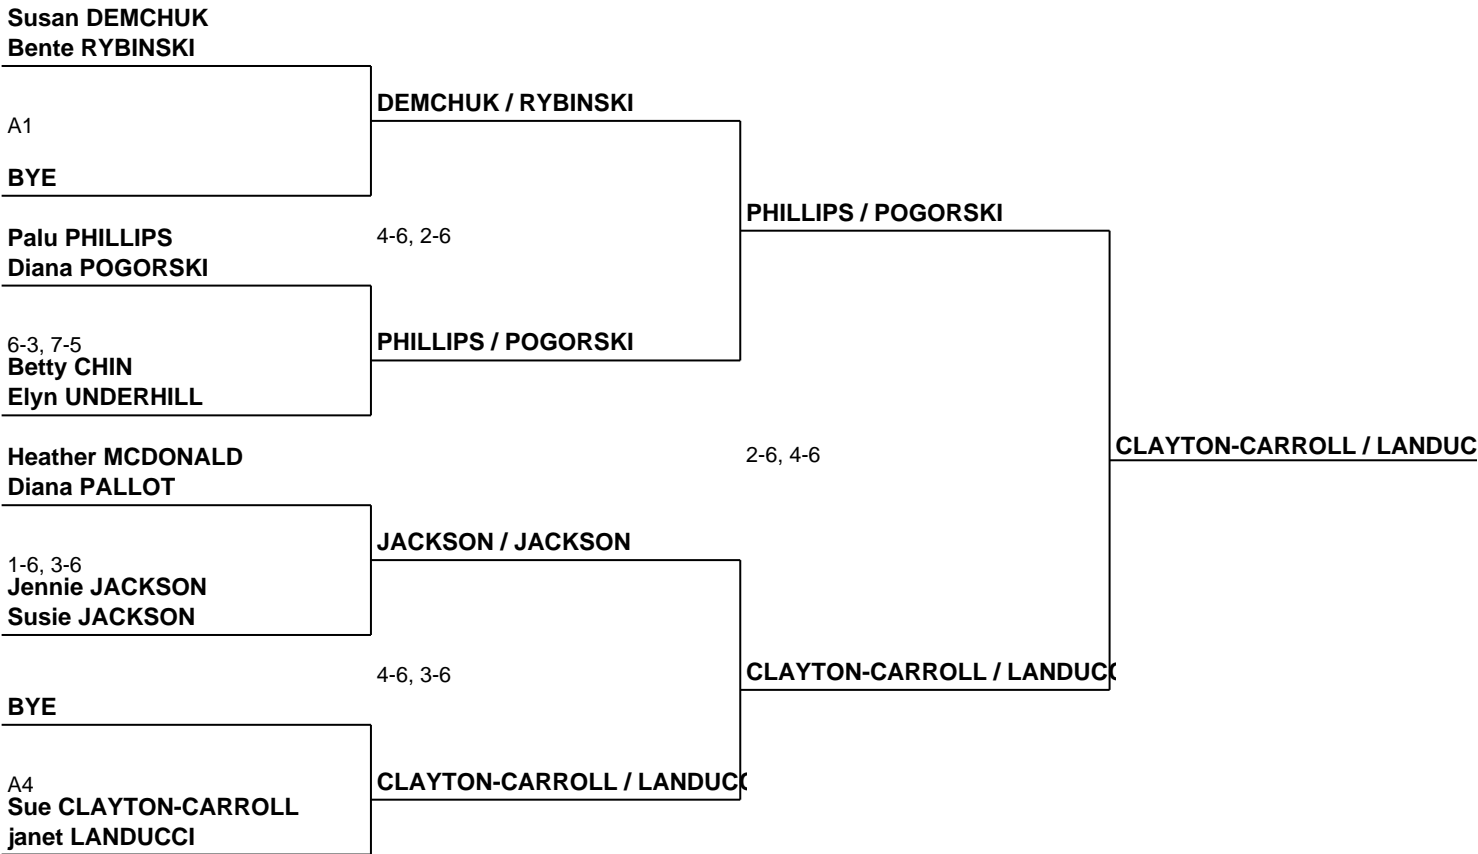 Susan DEMCHUK
Bente RYBINSKI
DEMCHUK / RYBINSKI
A1
BYE
PHILLIPS / POGORSKI
Palu PHILLIPS
4-6, 2-6
Diana POGORSKI
6-3, 7-5
PHILLIPS / POGORSKI
Betty CHIN
Elyn UNDERHILL
Heather MCDONALD
2-6, 4-6
CLAYTON-CARROLL / LANDUC
Diana PALLOT
JACKSON / JACKSON
1-6, 3-6
Jennie JACKSON
Susie JACKSON
4-6, 3-6
CLAYTON-CARROLL / LANDUCC
BYE
A4
CLAYTON-CARROLL / LANDUCC
Sue CLAYTON-CARROLL
janet LANDUCCI